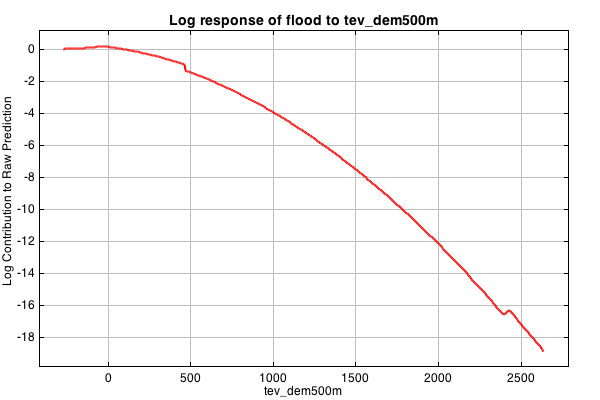 Log response of flood to tev_dem500m
Log Contribution to Raw Prediction
0
-2
-4
-6
-8
-10
-12
-14
-16
-18
0 500 1000 1500 2000 2500
tev_dem500m